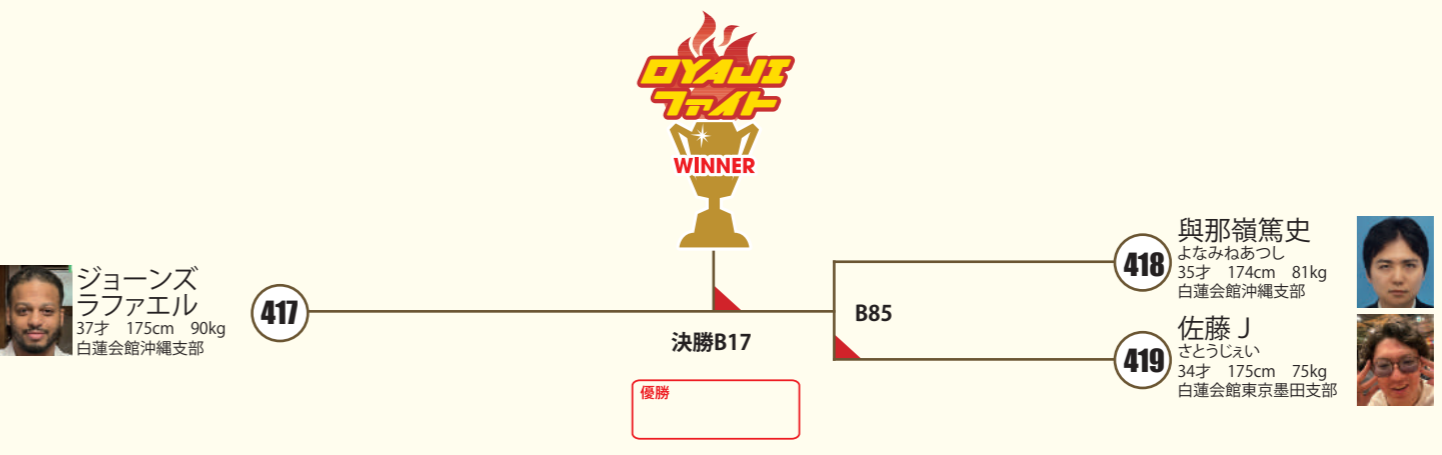 OYAJI
ファイト
WINNER
ジョーンズ
ラファエル
37才 175cm 90kg
白蓮会館沖縄支部
417
決勝B17
優勝
B85
418
與那嶺篤史
よなみねあつし
35才 174cm 81kg
白蓮会館沖縄支部
419
佐藤 J
さとうじぇい
34才 175cm 75kg
白蓮会館東京墨田支部